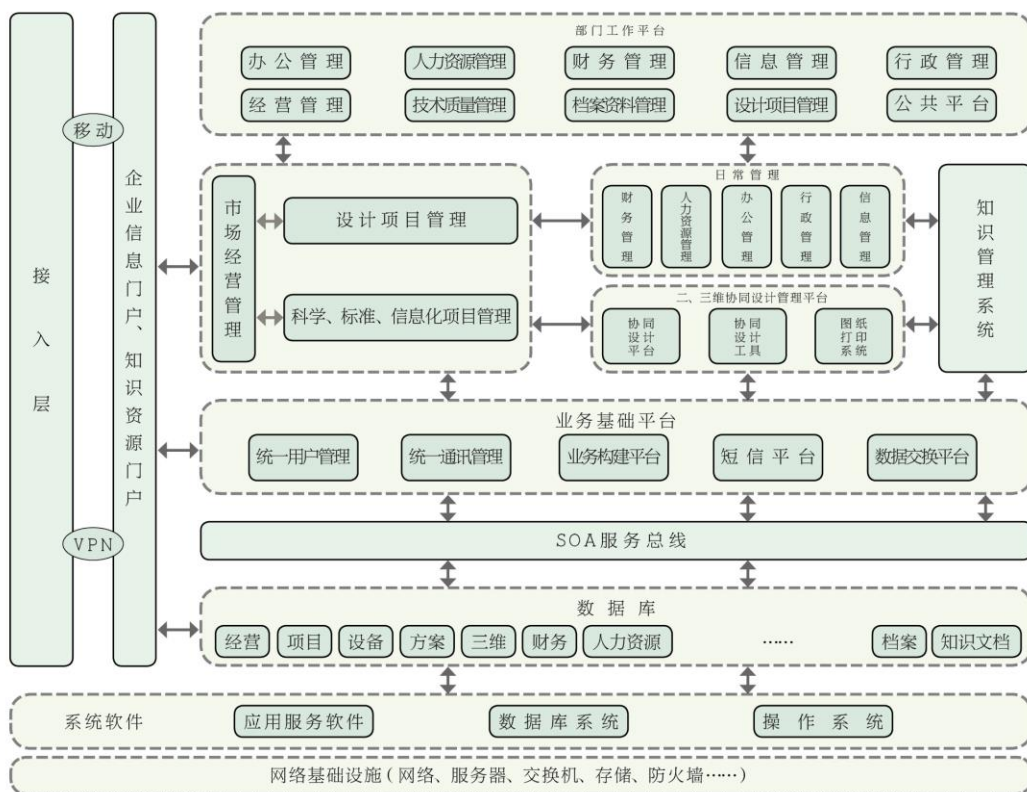 部门工作平台
办公管理 人力资源管理 财务管理 信息管理 行政管理
经营管理 技术质量管理 档案资料管理 设计项目管理 公共平台
接入层
移动
VPN
企业信息门户、知识资源门户
市场经营管理
设计项目管理
科学、标准、信息化项目管理
日常管理
财务管理
人力资源管理
办公管理
行政管理
信息管理
二、三维协同设计管理平台
协同设计平台
协同设计工具
图纸打印系统
知识管理系统
业务基础平台
统一用户管理 统一通讯管理 业务构建平台 短信平台 数据交换平台
SOA服务总线
数据库
经营 项目 设备 方案 三维 财务 人力资源 …… 档案 知识文档
系统软件 应用服务软件 数据库系统 操作系统
网络基础设施(网络、服务器、交换机、存储、防火墙……)